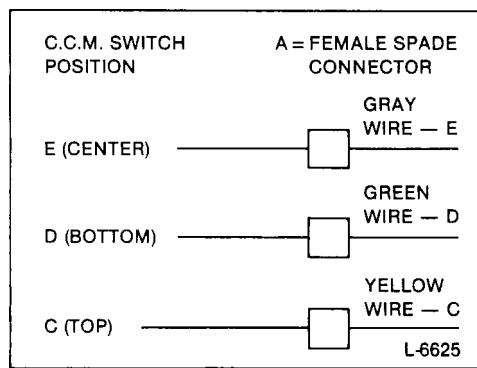 C.C.M. SWITCH
POSITION
A = FEMALE SPADE
CONNECTOR
GRAY
WIRE — E
E (CENTER)
GREEN
WIRE — D
D (BOTTOM)
YELLOW
WIRE — C
C (TOP)
L-6625